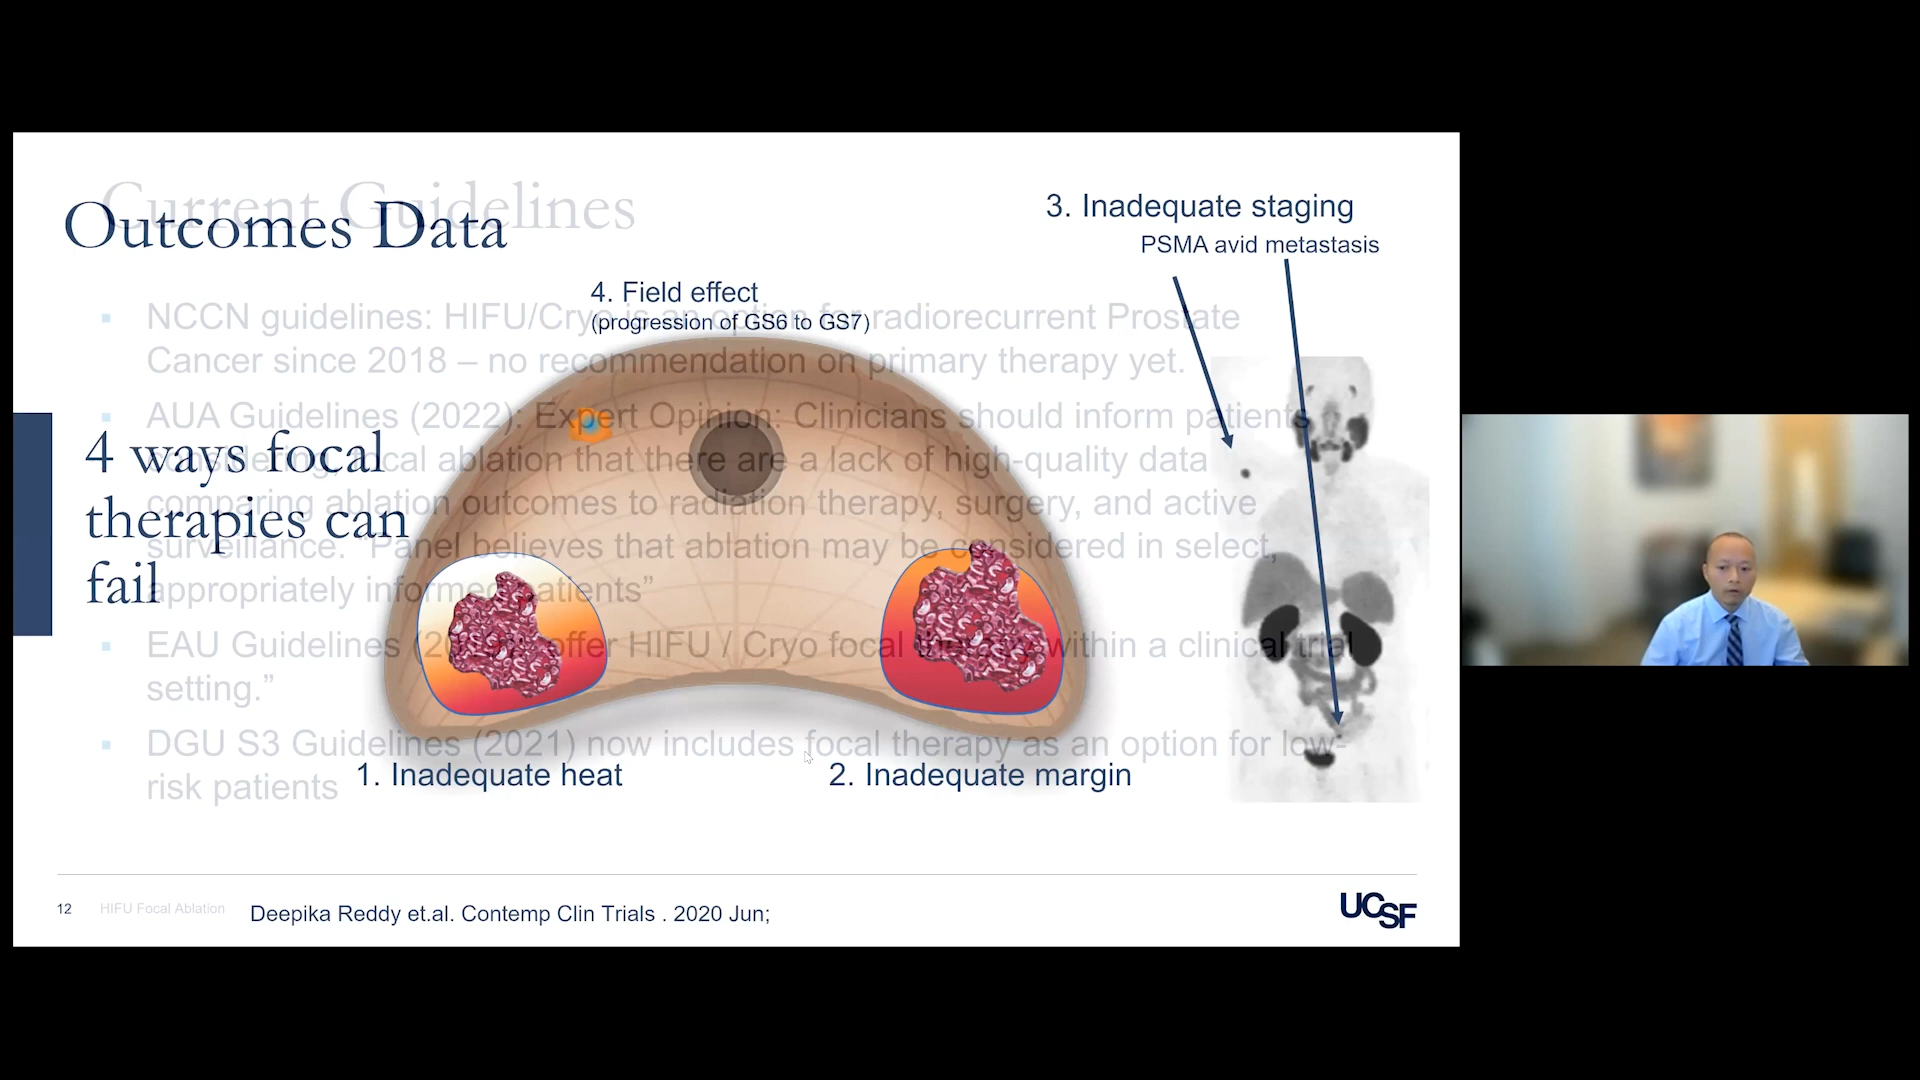 Current Guidelines
Outcomes Data
3. Inadequate staging
PSMA avid metastasis
4. Field effect
(progression of GS6 to GS7)
NCCN guidelines: HIFU/Cryo is an option for radiorecurrent Prostate
Cancer since 2018 – no recommendation on primary therapy yet.
AUA Guidelines (2022): Expert Opinion: Clinicians should inform patients
considering focal ablation that there are a lack of high-quality data
comparing ablation outcomes to radiation therapy, surgery, and active
surveillance. “Panel believes that ablation may be considered in select,
appropriately informed patients”
EAU Guidelines offer HIFU / Cryo focal therapy within a clinical trial
setting.”
DGU S3 Guidelines (2021) now includes focal therapy as an option for low-
risk patients
4 ways focal
therapies can
fail
1. Inadequate heat
2. Inadequate margin
12
HIFU Focal Ablation
Deepika Reddy et.al. Contemp Clin Trials . 2020 Jun;
UCSF